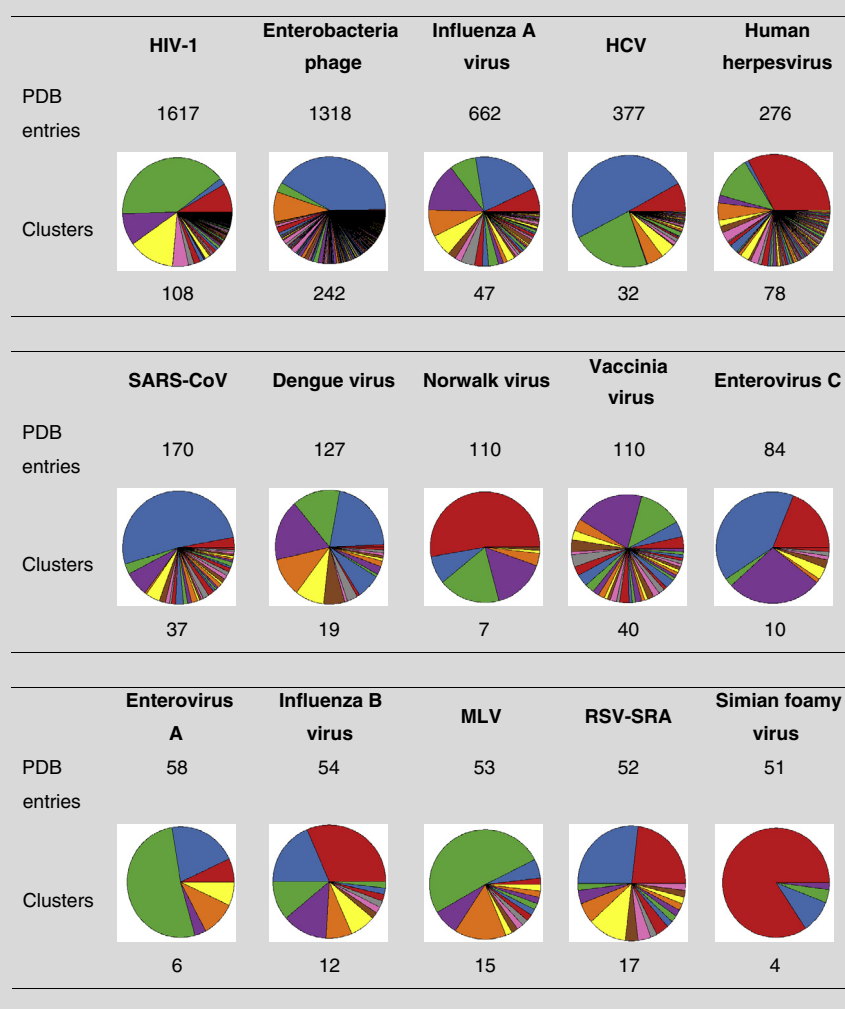 HIV-1 Enterobacteria phage Influenza A virus HCV Human herpesvirus
PDB entries 1617 1318 662 377 276
Clusters
108 242 47 32 78
SARS-CoV Dengue virus Norwalk virus Vaccinia virus Enterovirus C
PDB entries 170 127 110 110 84
Clusters
37 19 7 40 10
Enterovirus A Influenza B virus MLV RSV-SRA Simian foamy virus
PDB entries 58 54 53 52 51
Clusters
6 12 15 17 4